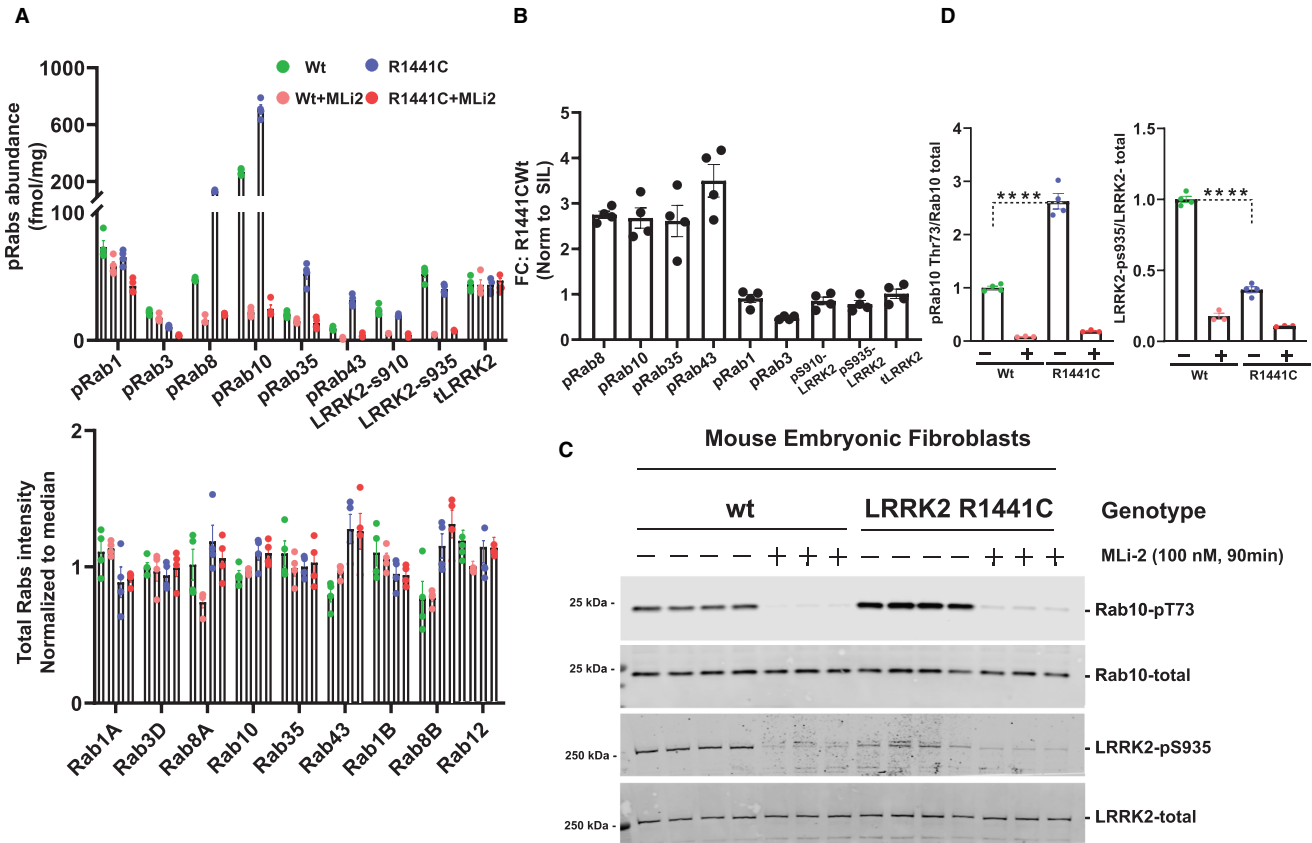 A
pRabs abundance
(fmol/mg)
1000
600
200
100
0
Wt
R1441C
Wt+MLi2
R1441C+MLi2
pRab1
pRab3
pRab8
pRab10
pRab35
pRab43
LRRK2-s910
LRRK2-s935
tLRRK2
Total Rabs intensity
Normalized to median
2
1
0
Rab1A
Rab3D
Rab8A
Rab10
Rab35
Rab43
Rab1B
Rab8B
Rab12
B
FC: R1441CWt
(Norm to SIL)
5
4
3
2
1
0
pRab8
pRab10
pRab35
pRab43
pRab1
pRab3
pS910-
LRRK2
pS935-
LRRK2
tLRRK2
D
pRab10 Thr73/Rab10 total
4
3
2
1
0
****
− + − +
Wt R1441C
LRRK2-ps935/LRRK2- total
1.5
1.0
0.5
0.0
****
− + − +
Wt R1441C
C
Mouse Embryonic Fibroblasts
wt LRRK2 R1441C Genotype
− − − − + + + − − − − + + + MLi-2 (100 nM, 90min)
25 kDa - - Rab10-pT73
25 kDa - - Rab10-total
250 kDa - - LRRK2-pS935
250 kDa - - LRRK2-total